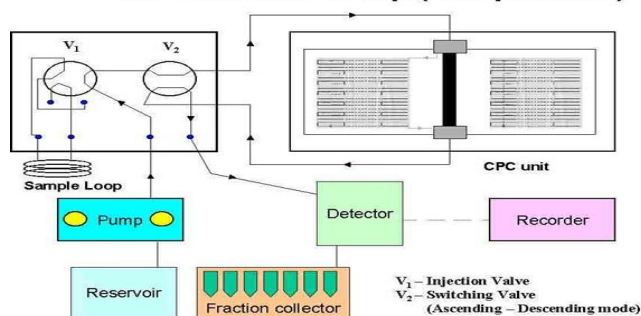 V₁ V₂
Sample Loop
CPC unit
Pump
Detector
Recorder
Reservoir
Fraction collector
V₁ – Injection Valve
V₂ – Switching Valve
(Ascending – Descending mode)